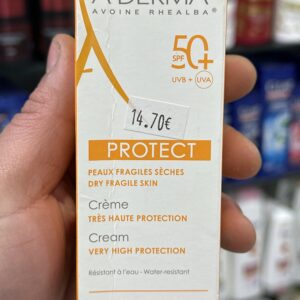 A-DERMA
AVOINE RHEALBA®
SPF 50+
UVB + UVA
14.70€
PROTECT
PEAUX FRAGILES SÈCHES
DRY FRAGILE SKIN
Crème
TRÈS HAUTE PROTECTION
Cream
VERY HIGH PROTECTION
Résistant à l'eau - Water-resistant